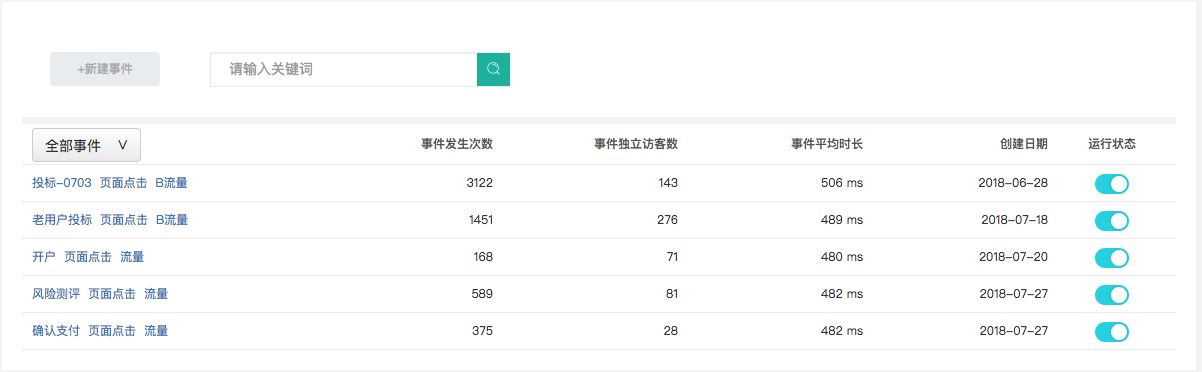 +新建事件 请输入关键词
全部事件 V 事件发生次数 事件独立访客数 事件平均时长 创建日期 运行状态
投标-0703 页面点击 B流量 3122 143 506 ms 2018-06-28
老用户投标 页面点击 B流量 1451 276 489 ms 2018-07-18
开户 页面点击 流量 168 71 480 ms 2018-07-20
风险测评 页面点击 流量 589 81 482 ms 2018-07-27
确认支付 页面点击 流量 375 28 482 ms 2018-07-27